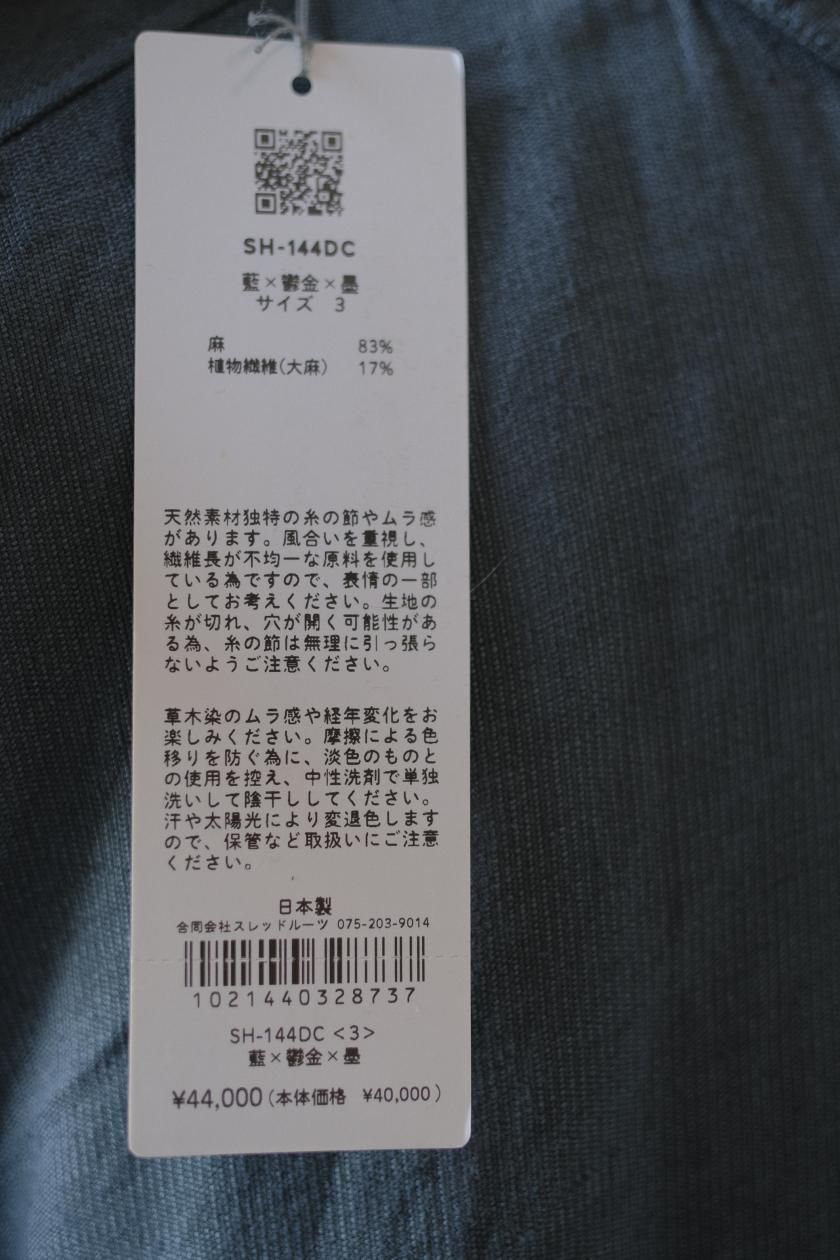 SH-144DC
藍×鬱金×墨
サイズ 3
麻 83%
植物繊維(大麻) 17%
天然素材独特の糸の節やムラ感
があります。風合いを重視し、
繊維長が不均一な原料を使用し
ている為ですので、表情の一部
としてお考えください。生地の
糸が切れ、穴が開く可能性があ
る為、糸の節は無理に引っ張ら
ないようご注意ください。
草木染のムラ感や経年変化をお
楽しみください。摩擦による色
移りを防ぐ為に、淡色のものと
の使用を控え、中性洗剤で単独
洗いして陰干ししてください。
汗や太陽光により変退色します
ので、保管など取扱いにご注意
ください。
日本製
合同会社スレッドルーツ 075-203-9014
1021440328737
SH-144DC <3>
藍×鬱金×墨
¥44,000(本体価格 ¥40,000)